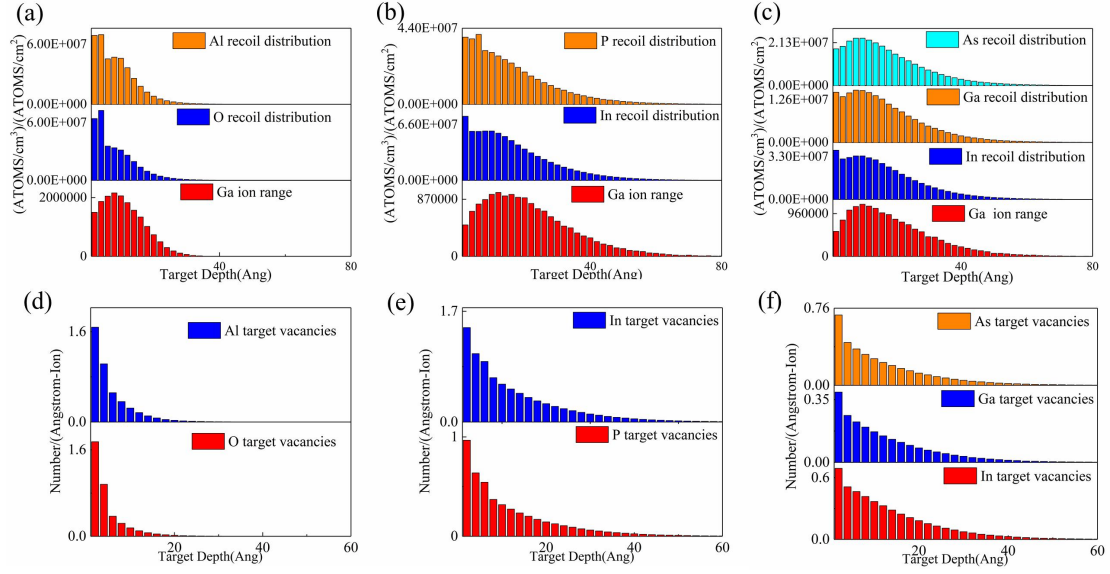 (a)
(ATOMS/cm³)/(ATOMS/cm²)
6.00E+007
Al recoil distribution
0.00E+000
6.00E+007
O recoil distribution
0.00E+000
2000000
Ga ion range
0
40
80
Target Depth(Ang)
(b)
(ATOMS/cm³)/(ATOMS/cm²)
4.40E+007
P recoil distribution
0.00E+000
6.60E+007
In recoil distribution
0.00E+000
870000
Ga ion range
0
40
80
Target Depth(Ang)
(c)
(ATOMS/cm³)/(ATOMS/cm²)
2.13E+007
As recoil distribution
0.00E+000
1.26E+007
Ga recoil distribution
0.00E+000
3.30E+007
In recoil distribution
0.00E+000
960000
Ga ion range
0
40
80
Target Depth(Ang)
(d)
Number/(Angstrom-Ion)
1.6
Al target vacancies
0.0
1.6
O target vacancies
0.0
20
40
60
Target Depth(Ang)
(e)
Number/(Angstrom-Ion)
1.7
In target vacancies
0.0
1
P target vacancies
0
20
40
60
Target Depth(Ang)
(f)
Number/(Angstrom-Ion)
0.76
As target vacancies
0.00
0.35
Ga target vacancies
0.00
0.6
In target vacancies
0.0
20
40
60
Target Depth(Ang)